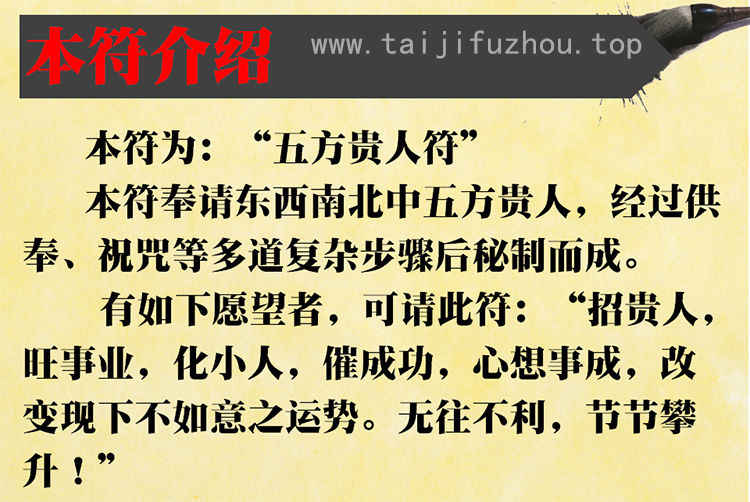 本符介绍
www.taijifuzhou.top
本符为：“五方贵人符”
本符奉请东西南北中五方贵人，经过供
奉、祝咒等多道复杂步骤后秘制而成。
有如下愿望者，可请此符：“招贵人，
旺事业，化小人，催成功，心想事成，改
变现下不如意之运势。无往不利，节节攀
升！”